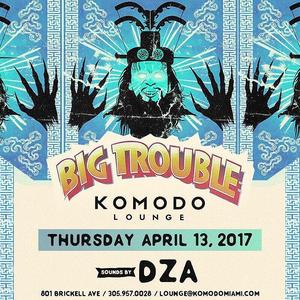 BIG TROUBLE
KOMODO
LOUNGE
THURSDAY APRIL 13, 2017
SOUNDS BY DZA
801 BRICKELL AVE / 305.957.0028 / LOUNGE@KOMODOMIAMI.COM